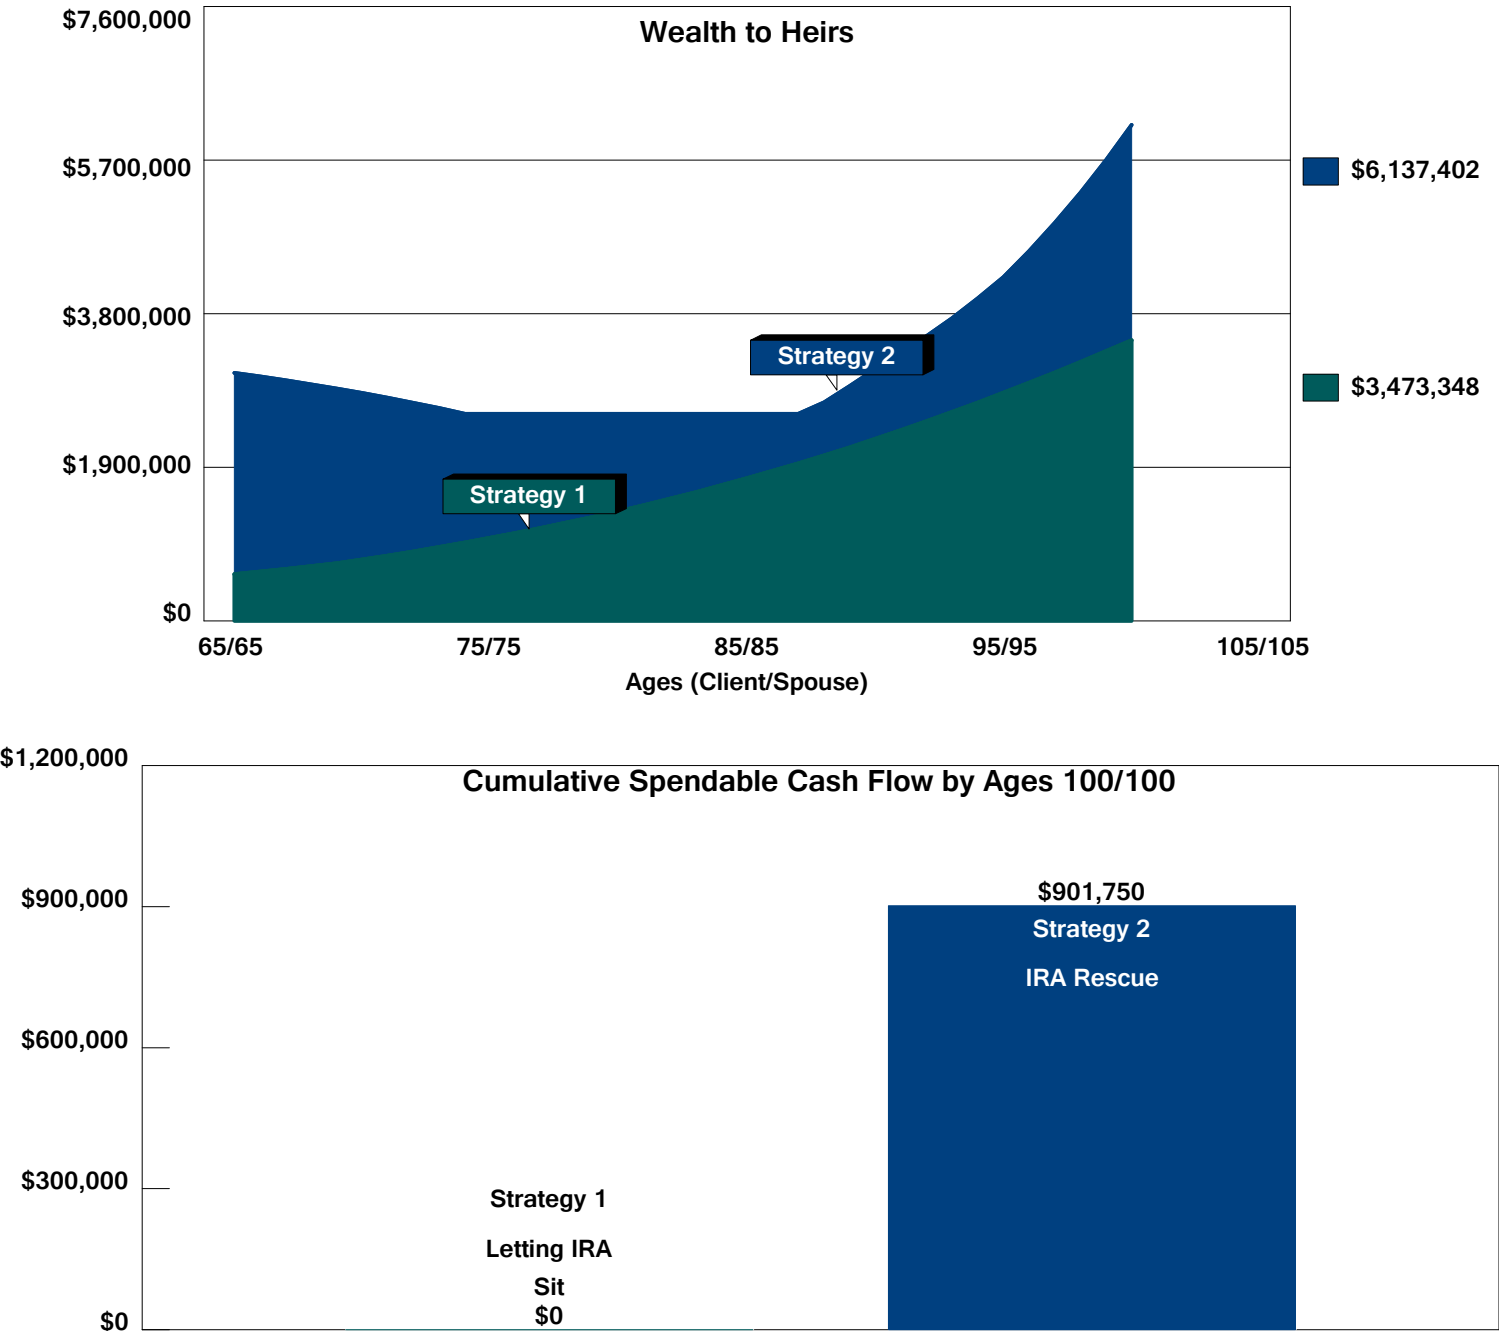 $7,600,000
Wealth to Heirs
$5,700,000
$6,137,402
$3,800,000
Strategy 2
$3,473,348
$1,900,000
Strategy 1
$0
65/65 75/75 85/85 95/95 105/105
Ages (Client/Spouse)
$1,200,000
Cumulative Spendable Cash Flow by Ages 100/100
$900,000
$901,750
Strategy 2
IRA Rescue
$600,000
$300,000
Strategy 1
Letting IRA
Sit
$0
$0